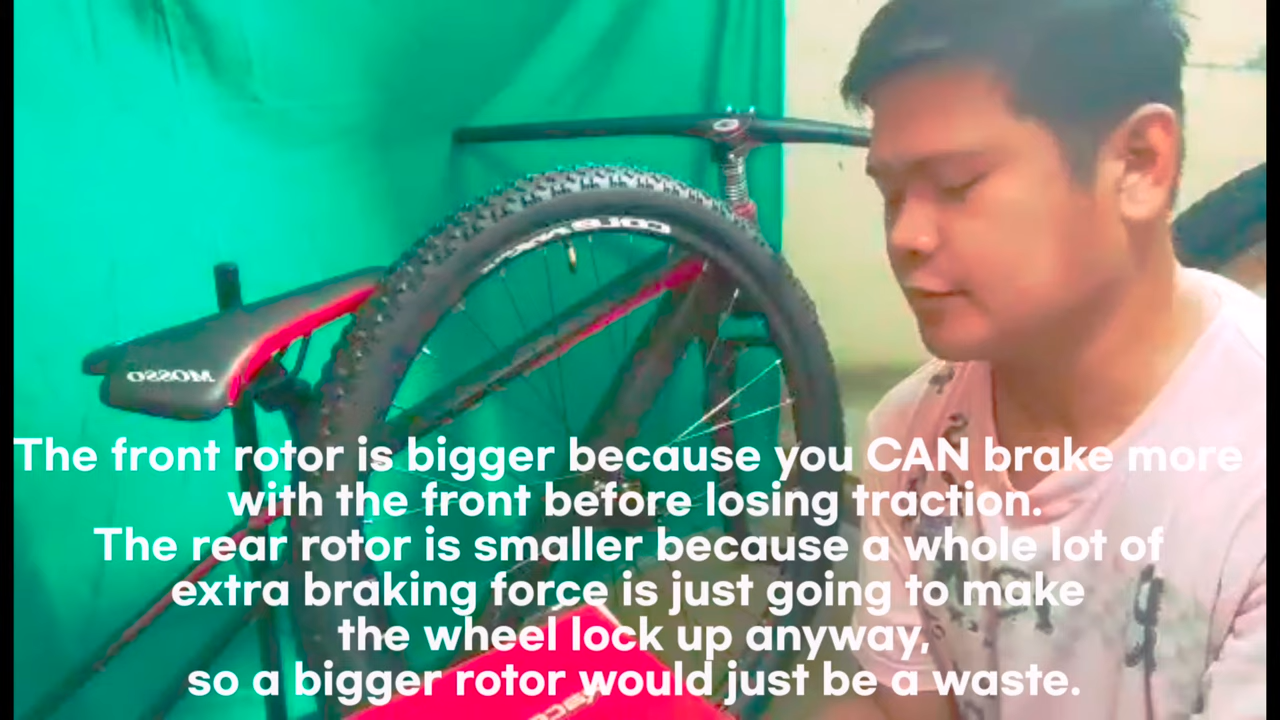 MOSSO
The front rotor is bigger because you CAN brake more
with the front before losing traction.
The rear rotor is smaller because a whole lot of
extra braking force is just going to make
the wheel lock up anyway,
so a bigger rotor would just be a waste.